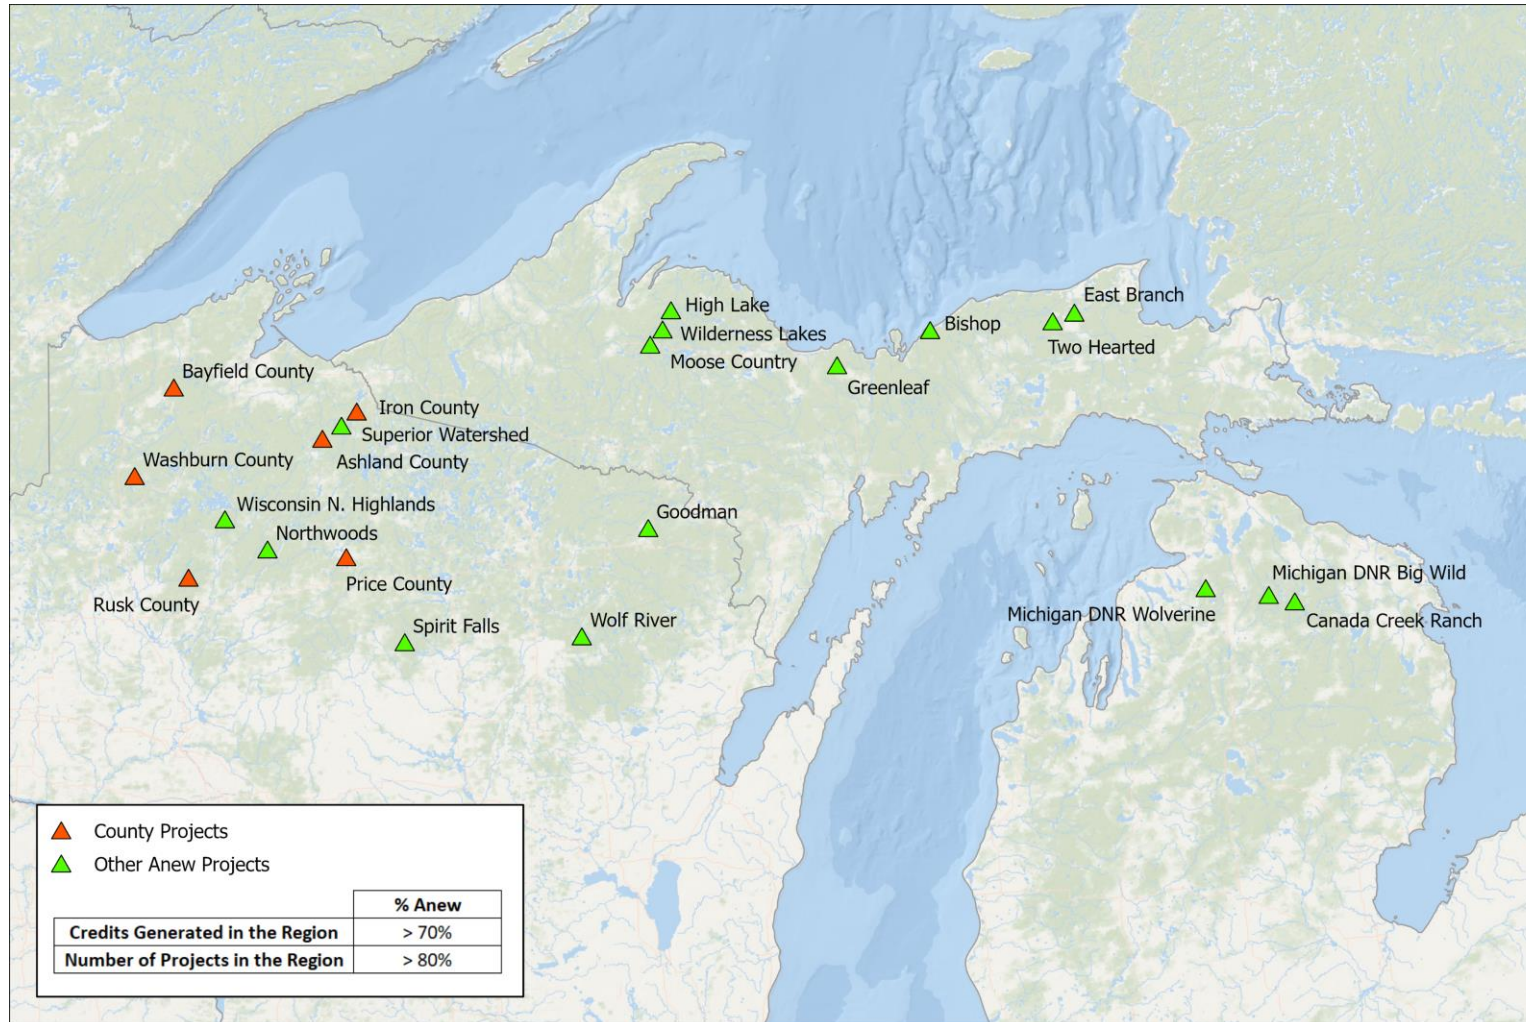 High Lake
Wilderness Lakes
Moose Country
East Branch
Bishop
Two Hearted
Greenleaf
Bayfield County
Iron County
Superior Watershed
Ashland County
Washburn County
Wisconsin N. Highlands
Northwoods
Goodman
Price County
Rusk County
Spirit Falls
Wolf River
Michigan DNR Big Wild
Michigan DNR Wolverine
Canada Creek Ranch
County Projects
Other Anew Projects
% Anew
Credits Generated in the Region > 70%
Number of Projects in the Region > 80%